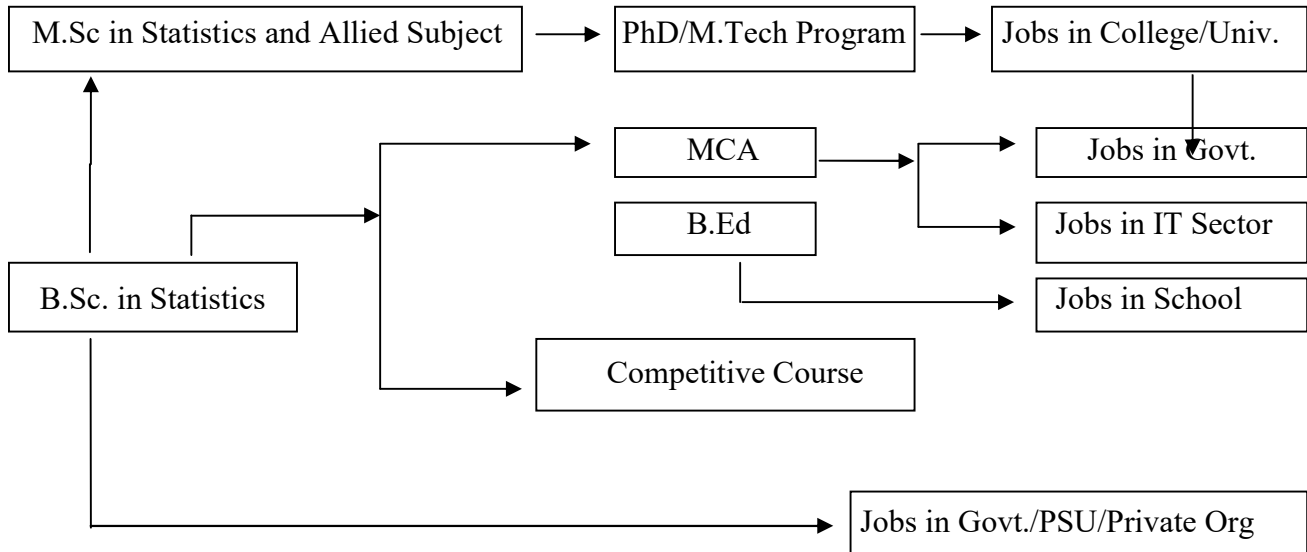 M.Sc in Statistics and Allied Subject
PhD/M.Tech Program
Jobs in College/Univ.
MCA
Jobs in Govt.
B.Ed
Jobs in IT Sector
B.Sc. in Statistics
Jobs in School
Competitive Course
Jobs in Govt./PSU/Private Org